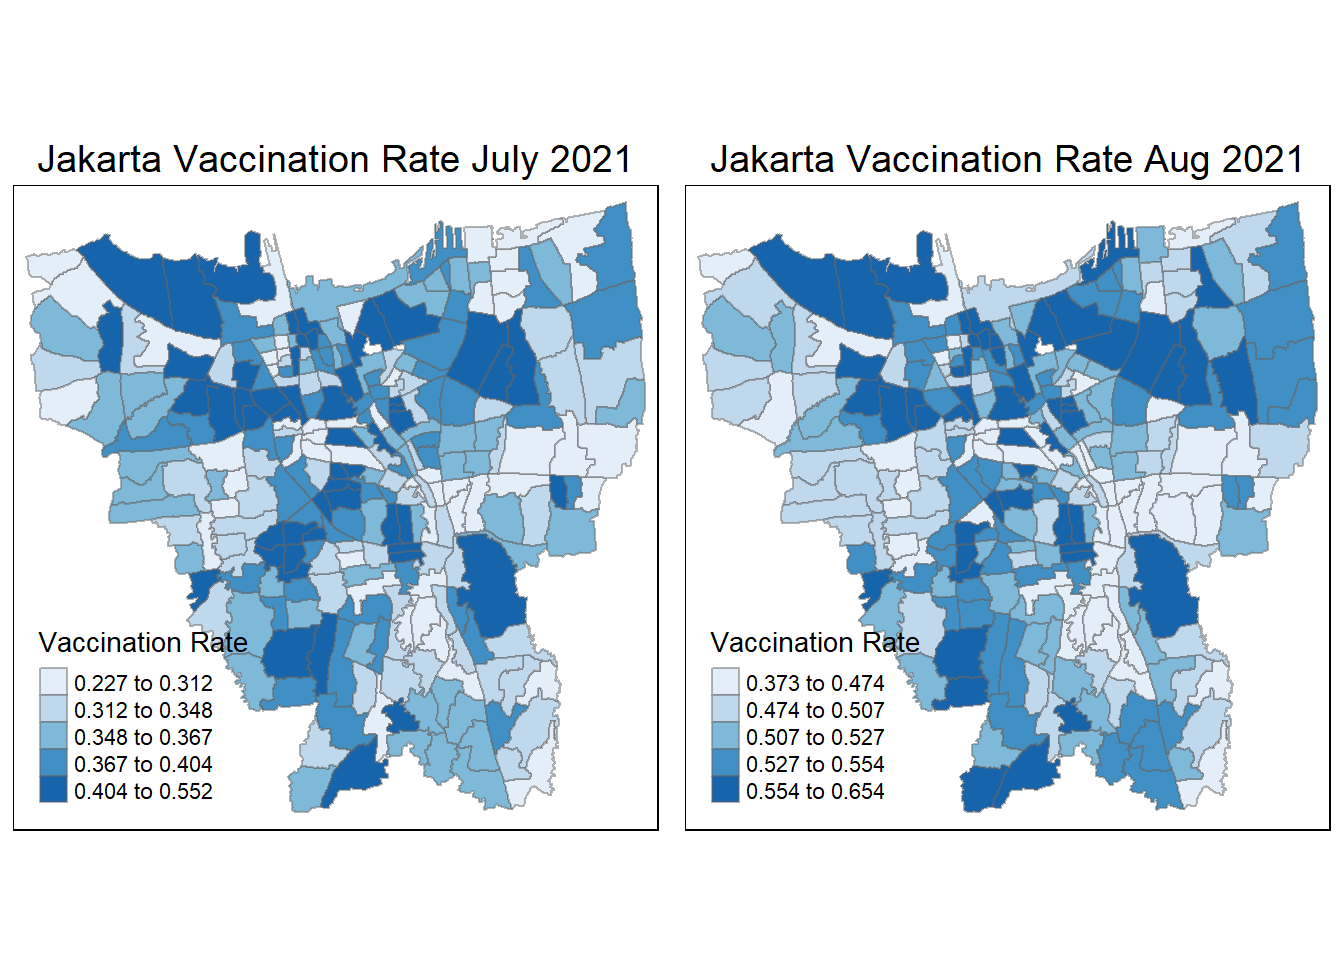 Jakarta Vaccination Rate July 2021
Vaccination Rate
0.227 to 0.312
0.312 to 0.348
0.348 to 0.367
0.367 to 0.404
0.404 to 0.552
Jakarta Vaccination Rate Aug 2021
Vaccination Rate
0.373 to 0.474
0.474 to 0.507
0.507 to 0.527
0.527 to 0.554
0.554 to 0.654